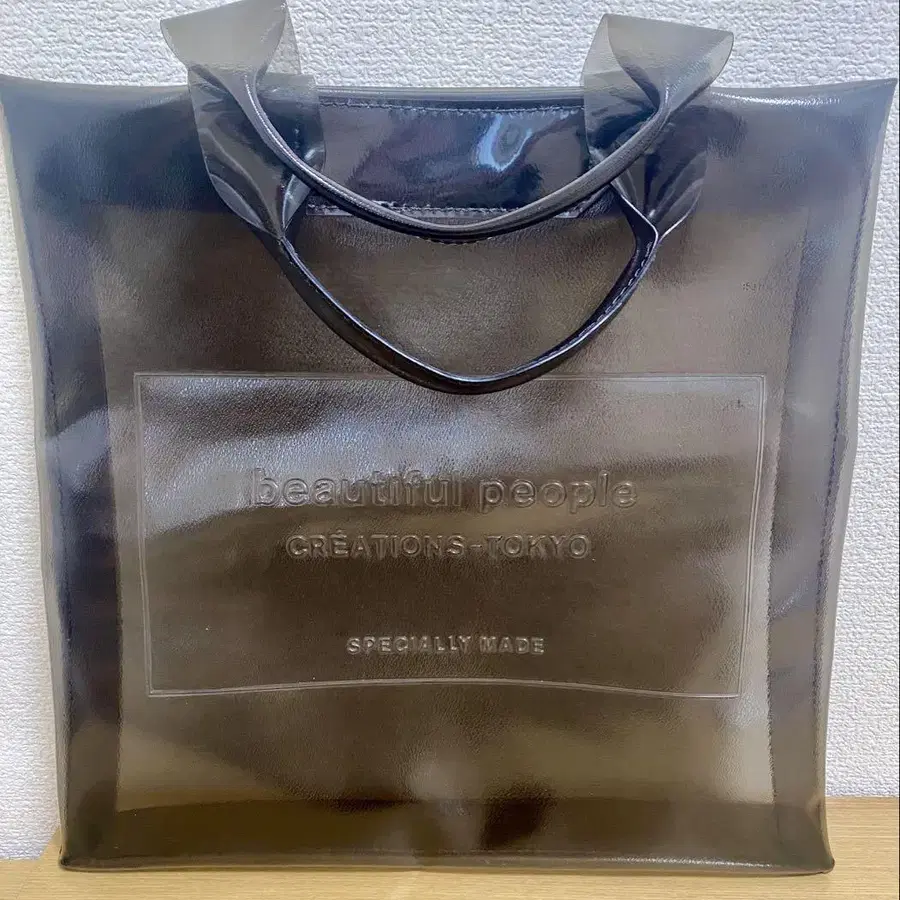 beautiful people
CRÉATIONS-TOKYO
SPECIALLY MADE